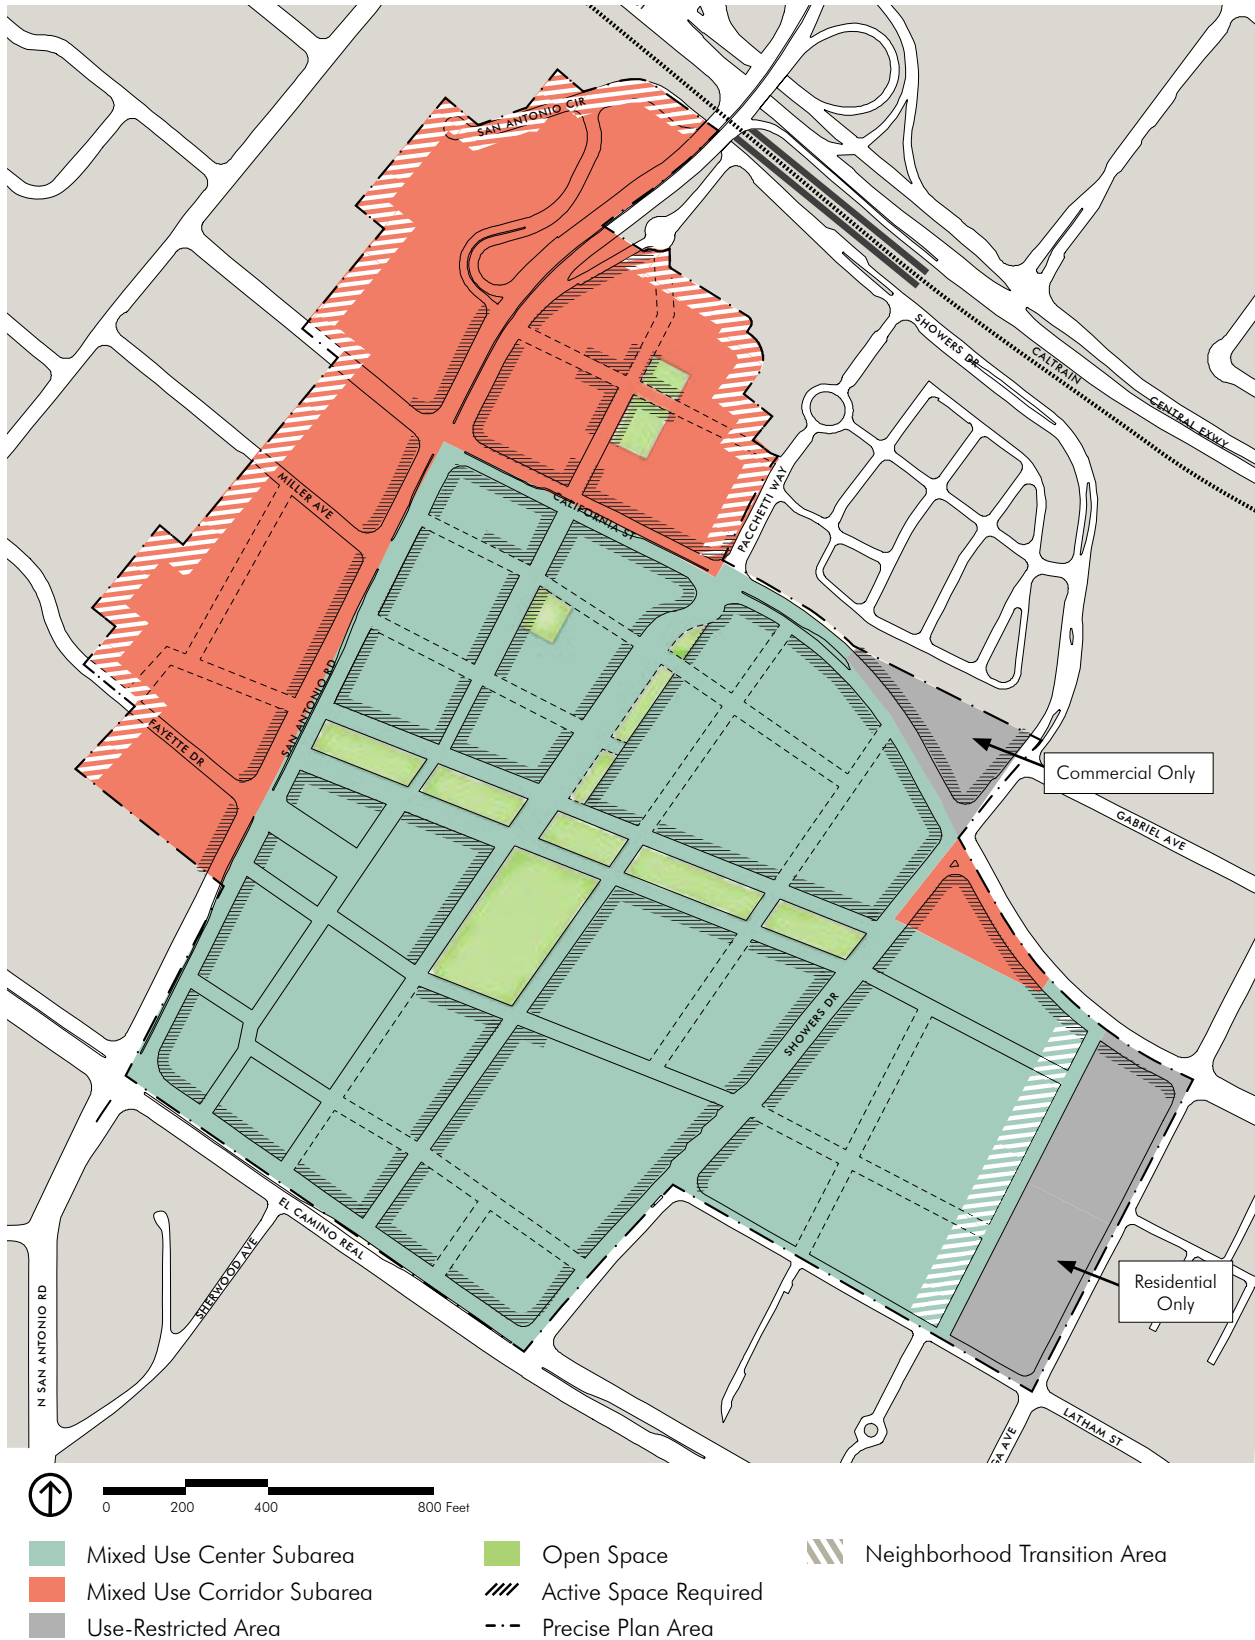 SAN ANTONIO CIR
SHOWERS DR
CALTRAIN
CENTRAL EXWY
MILLER AVE
CALIFORNIA ST
PACCHETTI WAY
SAN ANTONIO RD
FAYETTE DR
Commercial Only
GABRIEL AVE
SHOWERS DR
EL CAMINO REAL
SHERWOOD AVE
N SAN ANTONIO RD
Residential
Only
LATHAM ST
GA AVE
0 200 400 800 Feet
Mixed Use Center Subarea
Mixed Use Corridor Subarea
Use-Restricted Area
Open Space
Active Space Required
Precise Plan Area
Neighborhood Transition Area